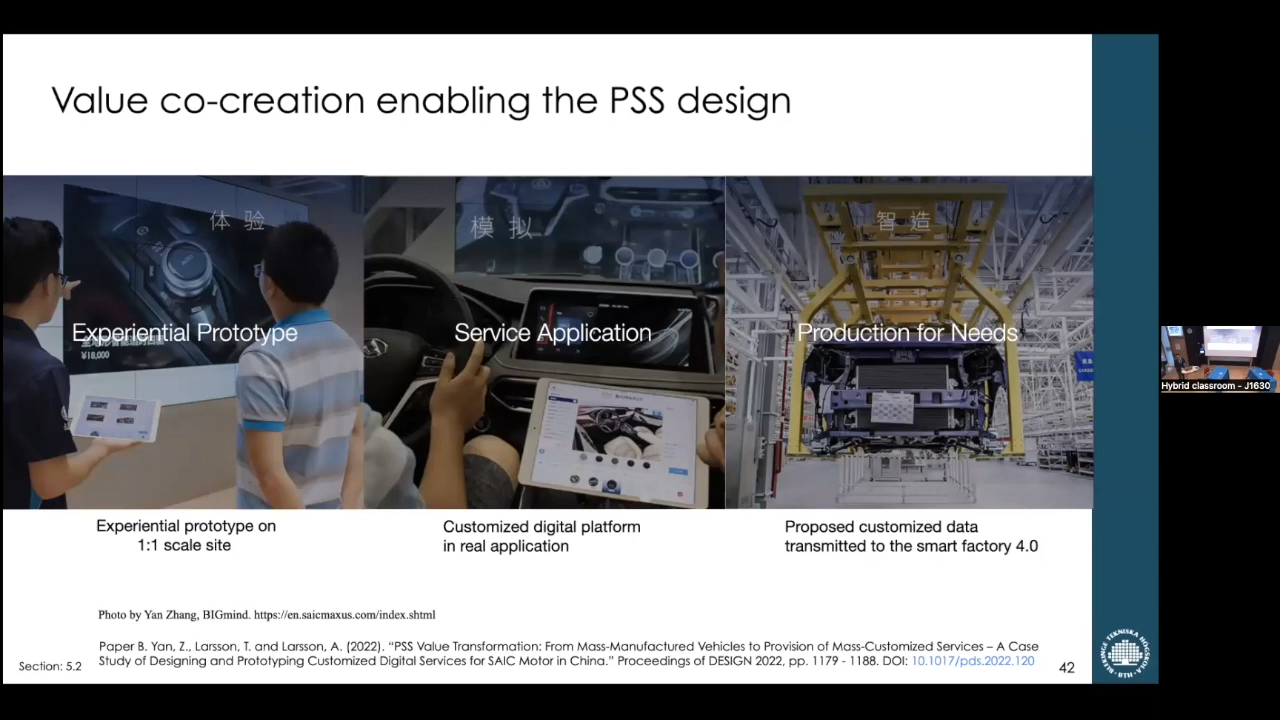 Value co-creation enabling the PSS design
体 验
模 拟
智 造
Experiential Prototype
Service Application
Production for Needs
¥18,000
Experiential prototype on
1:1 scale site
Customized digital platform
in real application
Proposed customized data
transmitted to the smart factory 4.0
Photo by Yan Zhang, BIGmind. https://en.saicmaxus.com/index.shtml
Paper B. Yan, Z., Larsson, T. and Larsson, A. (2022). “PSS Value Transformation: From Mass-Manufactured Vehicles to Provision of Mass-Customized Services – A Case
Study of Designing and Prototyping Customized Digital Services for SAIC Motor in China.” Proceedings of DESIGN 2022, pp. 1179 - 1188. DOI: 10.1017/pds.2022.120
Section: 5.2
42
BLEKINGE TEKNISKA HÖGSKOLA
BTH
Hybrid classroom - J1630